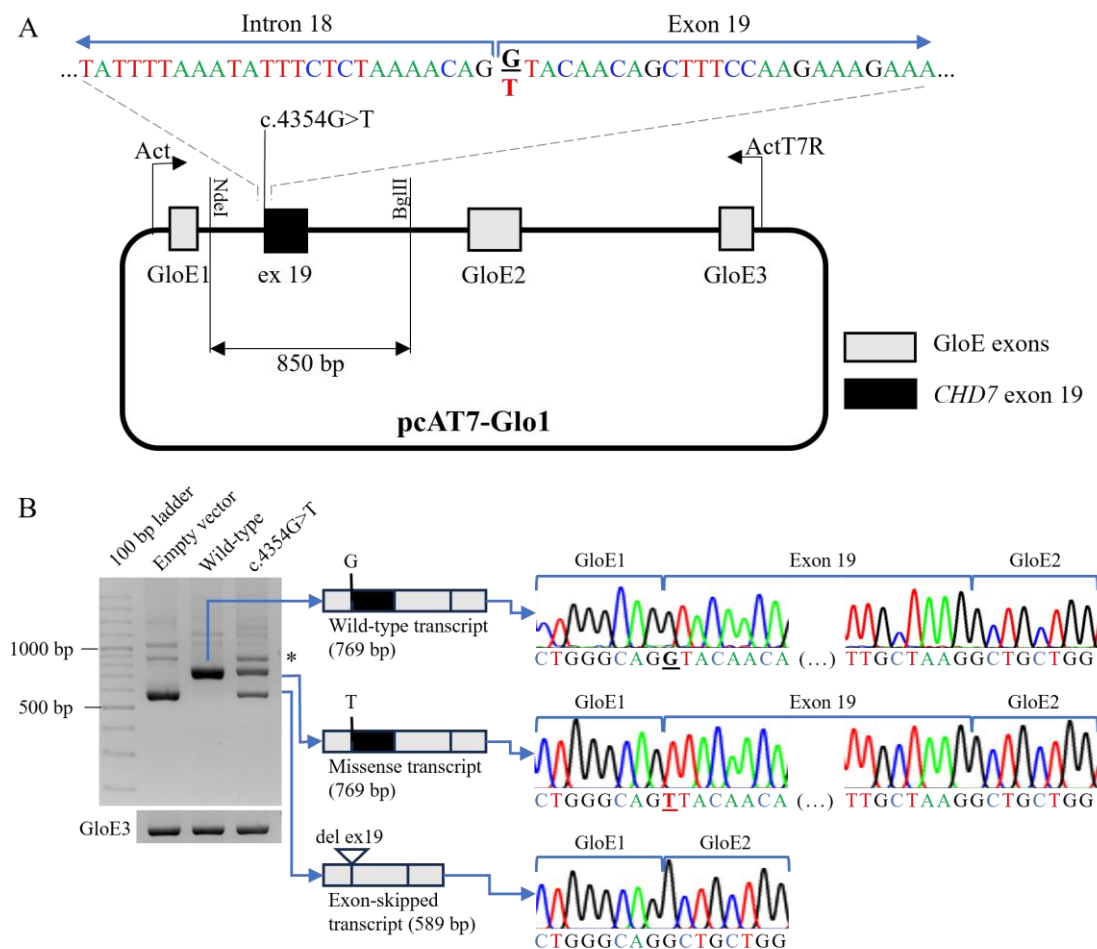 A
Intron 18
Exon 19
...TATTTTAAATATTTCTCTAAAACAG G TACAACAGCTTTCCAAGAAAGAAA...
T
c.4354G>T
Act
ActT7R
NdeI
BglII
GloE1
ex 19
GloE2
GloE3
850 bp
GloE exons
CHD7 exon 19
pcAT7-Glo1
B
100 bp ladder
Empty vector
Wild-type
c.4354G>T
1000 bp
500 bp
*
GloE3
G
Wild-type transcript
(769 bp)
GloE1
Exon 19
GloE2
CTGGGCAGGTACAACA (...) TTGCTAAGGCTGCTGG
T
Missense transcript
(769 bp)
GloE1
Exon 19
GloE2
CTGGGCAGTTACAACA (...) TTGCTAAGGCTGCTGG
del ex19
Exon-skipped
transcript (589 bp)
GloE1
GloE2
CTGGGCAGGCTGCTGG